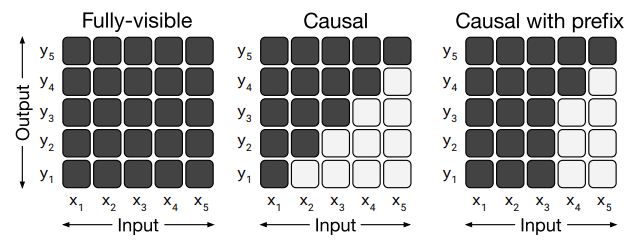 Fully-visible
Causal
Causal with prefix
Output
y5
y4
y3
y2
y1
x1 x2 x3 x4 x5
Input
y5
y4
y3
y2
y1
x1 x2 x3 x4 x5
Input
y5
y4
y3
y2
y1
x1 x2 x3 x4 x5
Input